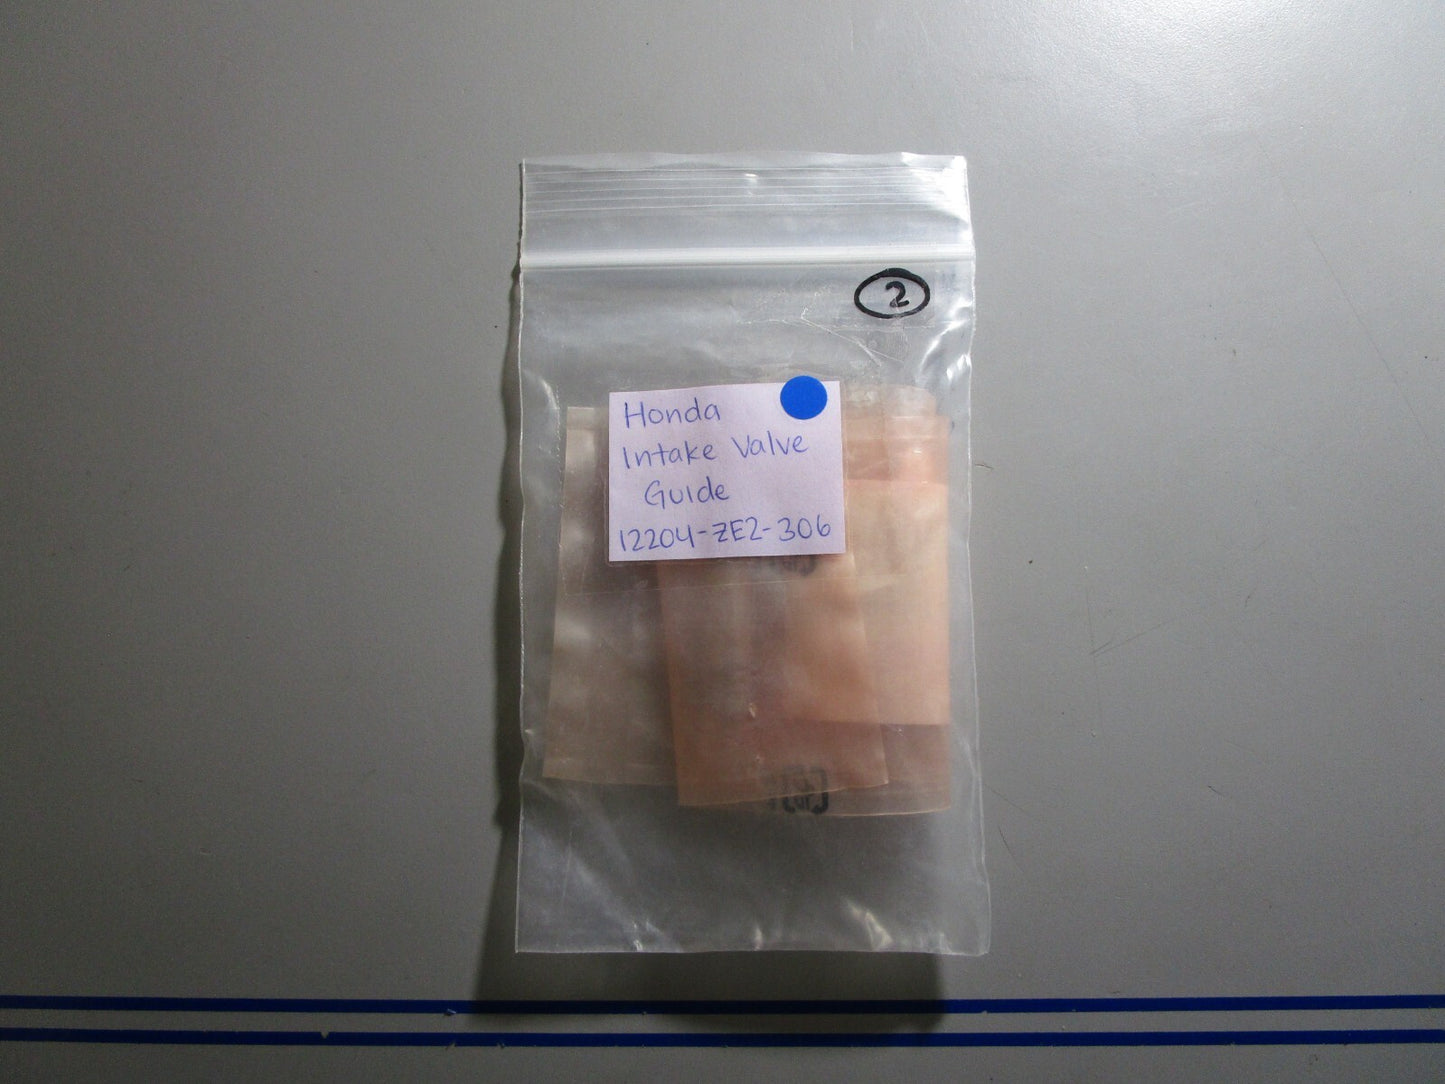 2
Honda
Intake Valve
Guide
12204-ZE2-306